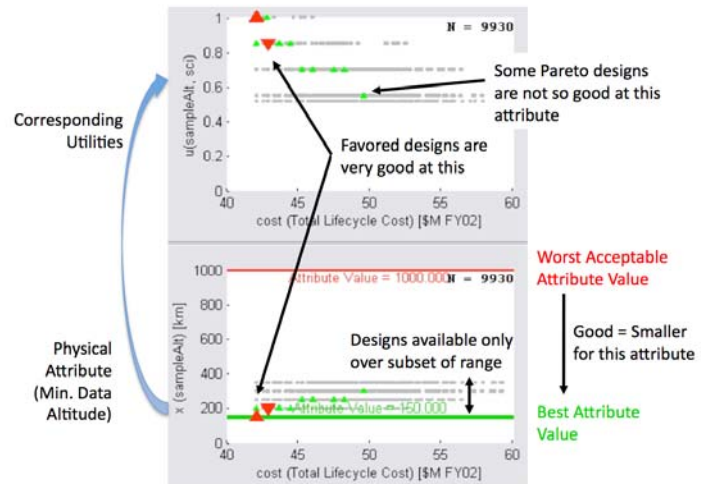 1
N = 9930
0.8
0.6
0.4
0.2
0
u(sampleAlt, sci)
40
45
50
55
60
cost (Total Lifecycle Cost) [$M FY02]
Some Pareto designs
are not so good at this
attribute
Corresponding
Utilities
Favored designs are
very good at this
1000
Attribute Value = 1000.000
N = 9930
800
600
400
200
0
x (sampleAlt) [km]
Attribute Value = 150.000
40
45
50
55
60
cost (Total Lifecycle Cost) [$M FY02]
Worst Acceptable
Attribute Value
Physical
Attribute
(Min. Data
Altitude)
Designs available only
over subset of range
Good = Smaller
for this attribute
Best Attribute
Value